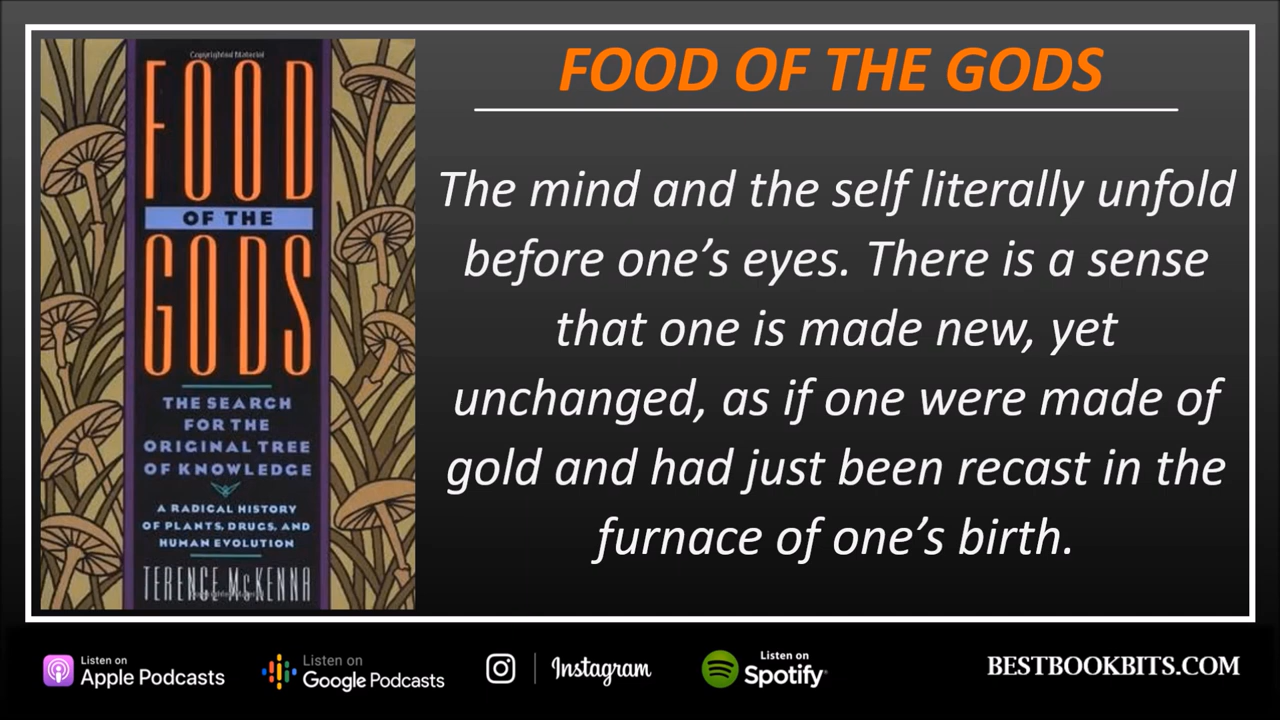 Copyrighted Material
FOOD
OF THE
GODS
THE SEARCH
FOR THE
ORIGINAL TREE
OF KNOWLEDGE
A RADICAL HISTORY
OF PLANTS, DRUGS, AND
HUMAN EVOLUTION
TERENCE McKENNA
FOOD OF THE GODS
The mind and the self literally unfold
before one’s eyes. There is a sense
that one is made new, yet
unchanged, as if one were made of
gold and had just been recast in the
furnace of one’s birth.
Listen on
Apple Podcasts
Listen on
Google Podcasts
Instagram
Listen on
Spotify
BESTBOOKBITS.COM